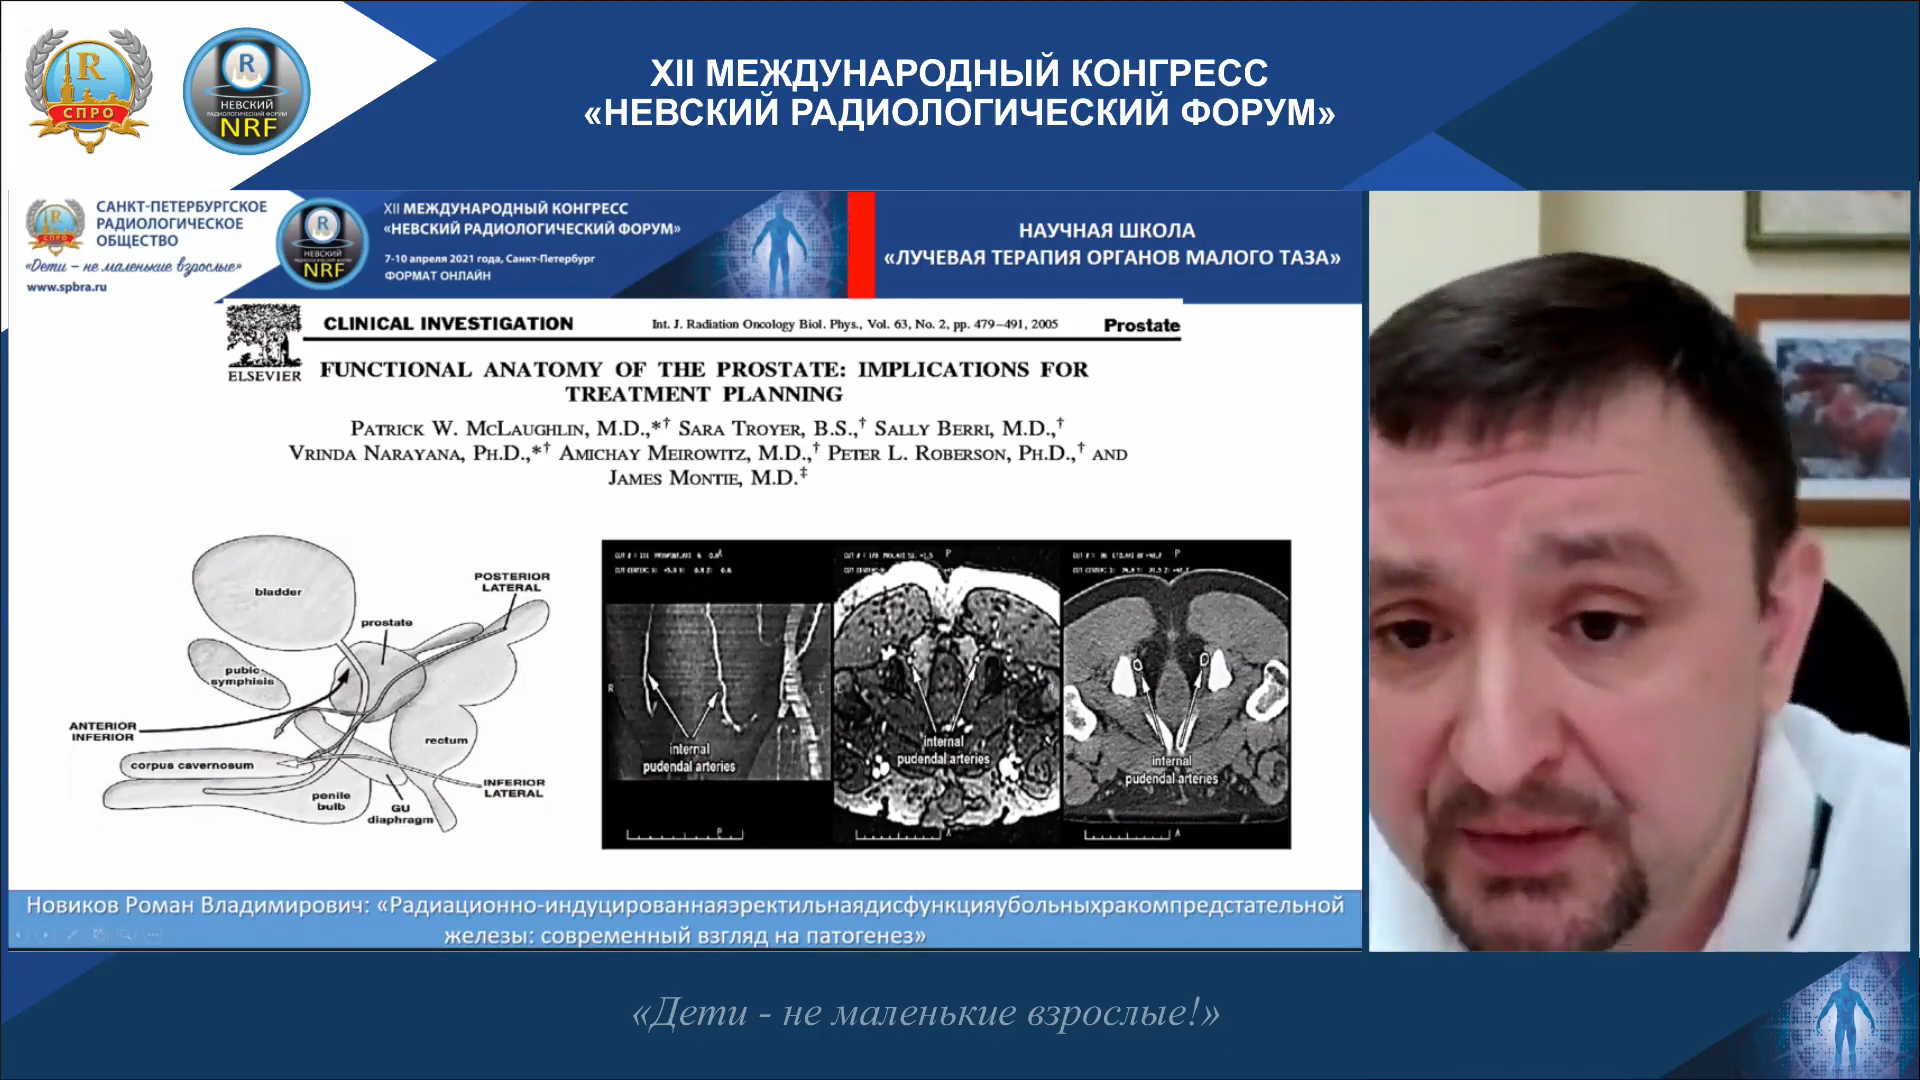 XII МЕЖДУНАРОДНЫЙ КОНГРЕСС
«НЕВСКИЙ РАДИОЛОГИЧЕСКИЙ ФОРУМ»
R
СПРО
R
НЕВСКИЙ
РАДИОЛОГИЧЕСКИЙ ФОРУМ
NRF
САНКТ-ПЕТЕРБУРГСКОЕ
РАДИОЛОГИЧЕСКОЕ
ОБЩЕСТВО
«Дети – не маленькие взрослые»
www.spbra.ru
R
СПРО
R
НЕВСКИЙ
NRF
XII МЕЖДУНАРОДНЫЙ КОНГРЕСС
«НЕВСКИЙ РАДИОЛОГИЧЕСКИЙ ФОРУМ»
7-10 апреля 2021 года, Санкт-Петербург
ФОРМАТ ОНЛАЙН
НАУЧНАЯ ШКОЛА
«ЛУЧЕВАЯ ТЕРАПИЯ ОРГАНОВ МАЛОГО ТАЗА»
ELSEVIER
CLINICAL INVESTIGATION
Int. J. Radiation Oncology Biol. Phys., Vol. 63, No. 2, pp. 479–491, 2005
Prostate
FUNCTIONAL ANATOMY OF THE PROSTATE: IMPLICATIONS FOR
TREATMENT PLANNING
PATRICK W. MCLAUGHLIN, M.D.,*† SARA TROYER, B.S.,† SALLY BERRI, M.D.,†
VRINDA NARAYANA, PH.D.,*† AMICHAY MEIROWITZ, M.D.,† PETER L. ROBERSON, PH.D.,† AND
JAMES MONTIE, M.D.‡
bladder
POSTERIOR
LATERAL
prostate
pubic
symphisis
ANTERIOR
INFERIOR
rectum
corpus cavernosum
penile
bulb
GU
diaphragm
INFERIOR
LATERAL
internal
pudendal arteries
internal
pudendal arteries
internal
pudendal arteries
Новиков Роман Владимирович: «Радиационно-индуцированнаяэректильнаядисфункцияубольныхракомпредстательной
железы: современный взгляд на патогенез»
«Дети - не маленькие взрослые!»